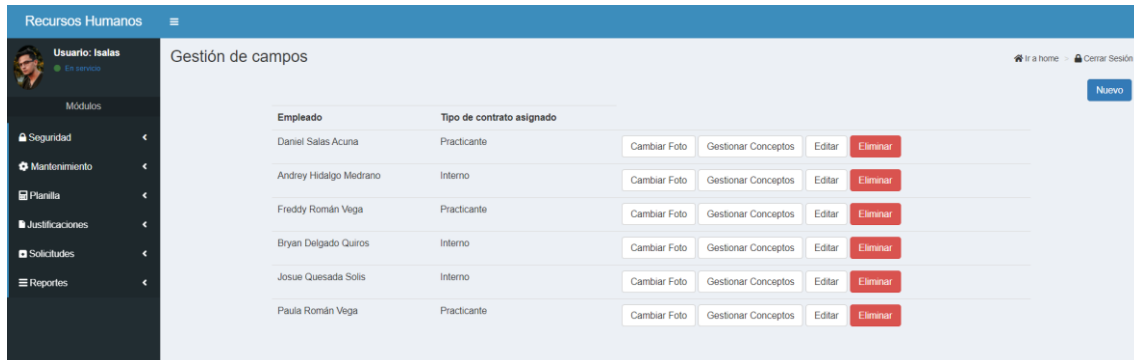 Recursos Humanos
Usuario: Isalas
En servicio
Gestión de campos
Ir a home > Cerrar Sesión
Nuevo
Módulos
Seguridad
Mantenimiento
Planilla
Justificaciones
Solicitudes
Reportes
Empleado Tipo de contrato asignado
Daniel Salas Acuna Practicante Cambiar Foto Gestionar Conceptos Editar Eliminar
Andrey Hidalgo Medrano Interno Cambiar Foto Gestionar Conceptos Editar Eliminar
Freddy Román Vega Practicante Cambiar Foto Gestionar Conceptos Editar Eliminar
Bryan Delgado Quiros Interno Cambiar Foto Gestionar Conceptos Editar Eliminar
Josue Quesada Solis Interno Cambiar Foto Gestionar Conceptos Editar Eliminar
Paula Román Vega Practicante Cambiar Foto Gestionar Conceptos Editar Eliminar